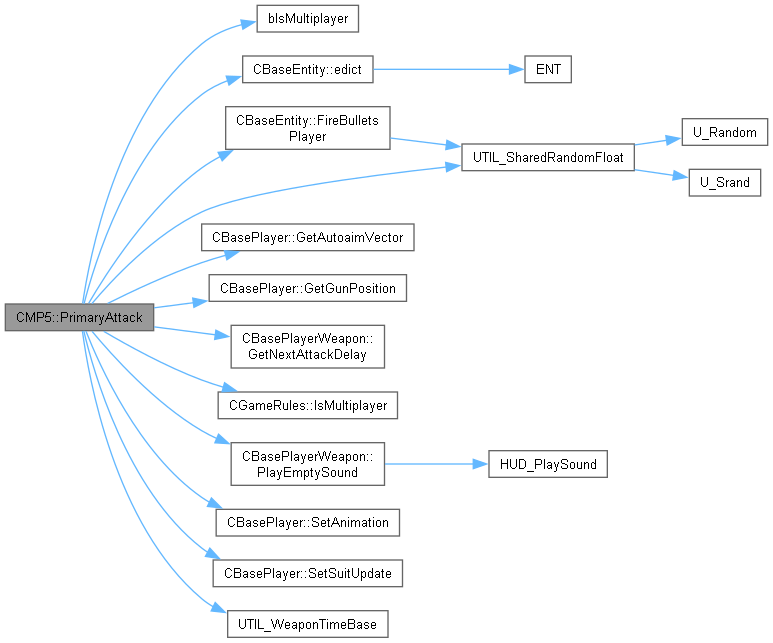 bIsMultiplayer
CBaseEntity::edict
ENT
CBaseEntity::FireBullets
Player
U_Random
UTIL_SharedRandomFloat
U_Srand
CBasePlayer::GetAutoaimVector
CBasePlayer::GetGunPosition
CMP5::PrimaryAttack
CBasePlayerWeapon::
GetNextAttackDelay
CGameRules::IsMultiplayer
CBasePlayerWeapon::
PlayEmptySound
HUD_PlaySound
CBasePlayer::SetAnimation
CBasePlayer::SetSuitUpdate
UTIL_WeaponTimeBase